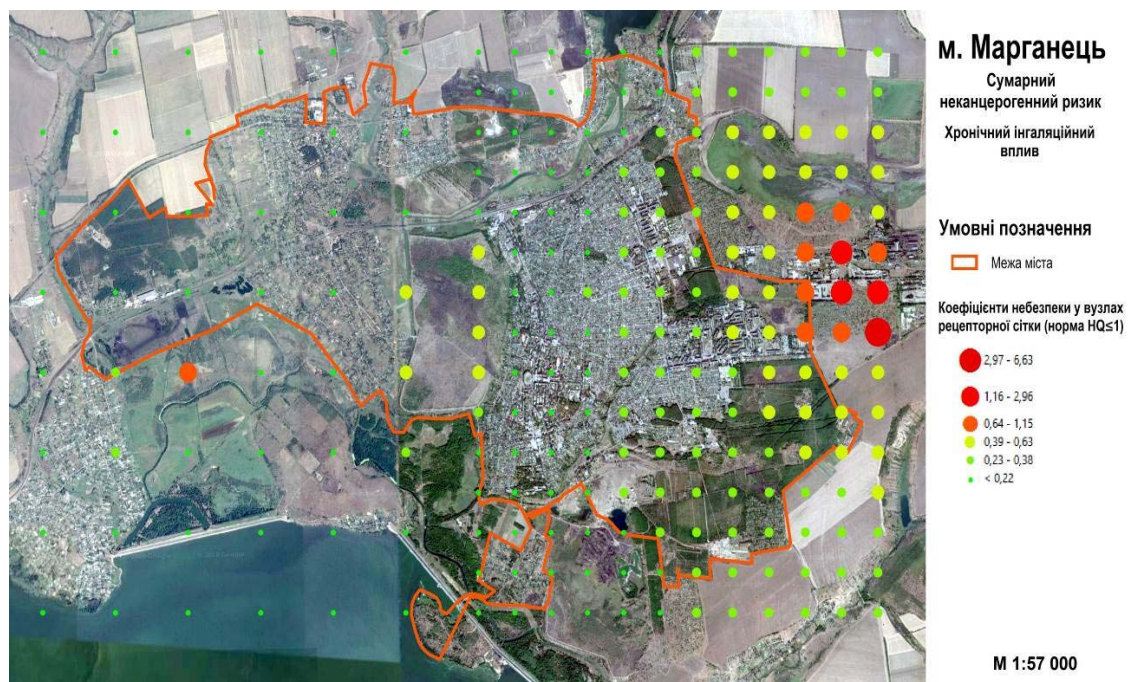 м. Марганець
Сумарний
неканцерогенний ризик
Хронічний інгаляційний
вплив
Умовні позначення
Межа міста
Коефіцієнти небезпеки у вузлах
рецепторної сітки (норма HQ≤1)
2,97 - 6,63
1,16 - 2,96
0,64 - 1,15
0,39 - 0,63
0,23 - 0,38
< 0,22
М 1:57 000